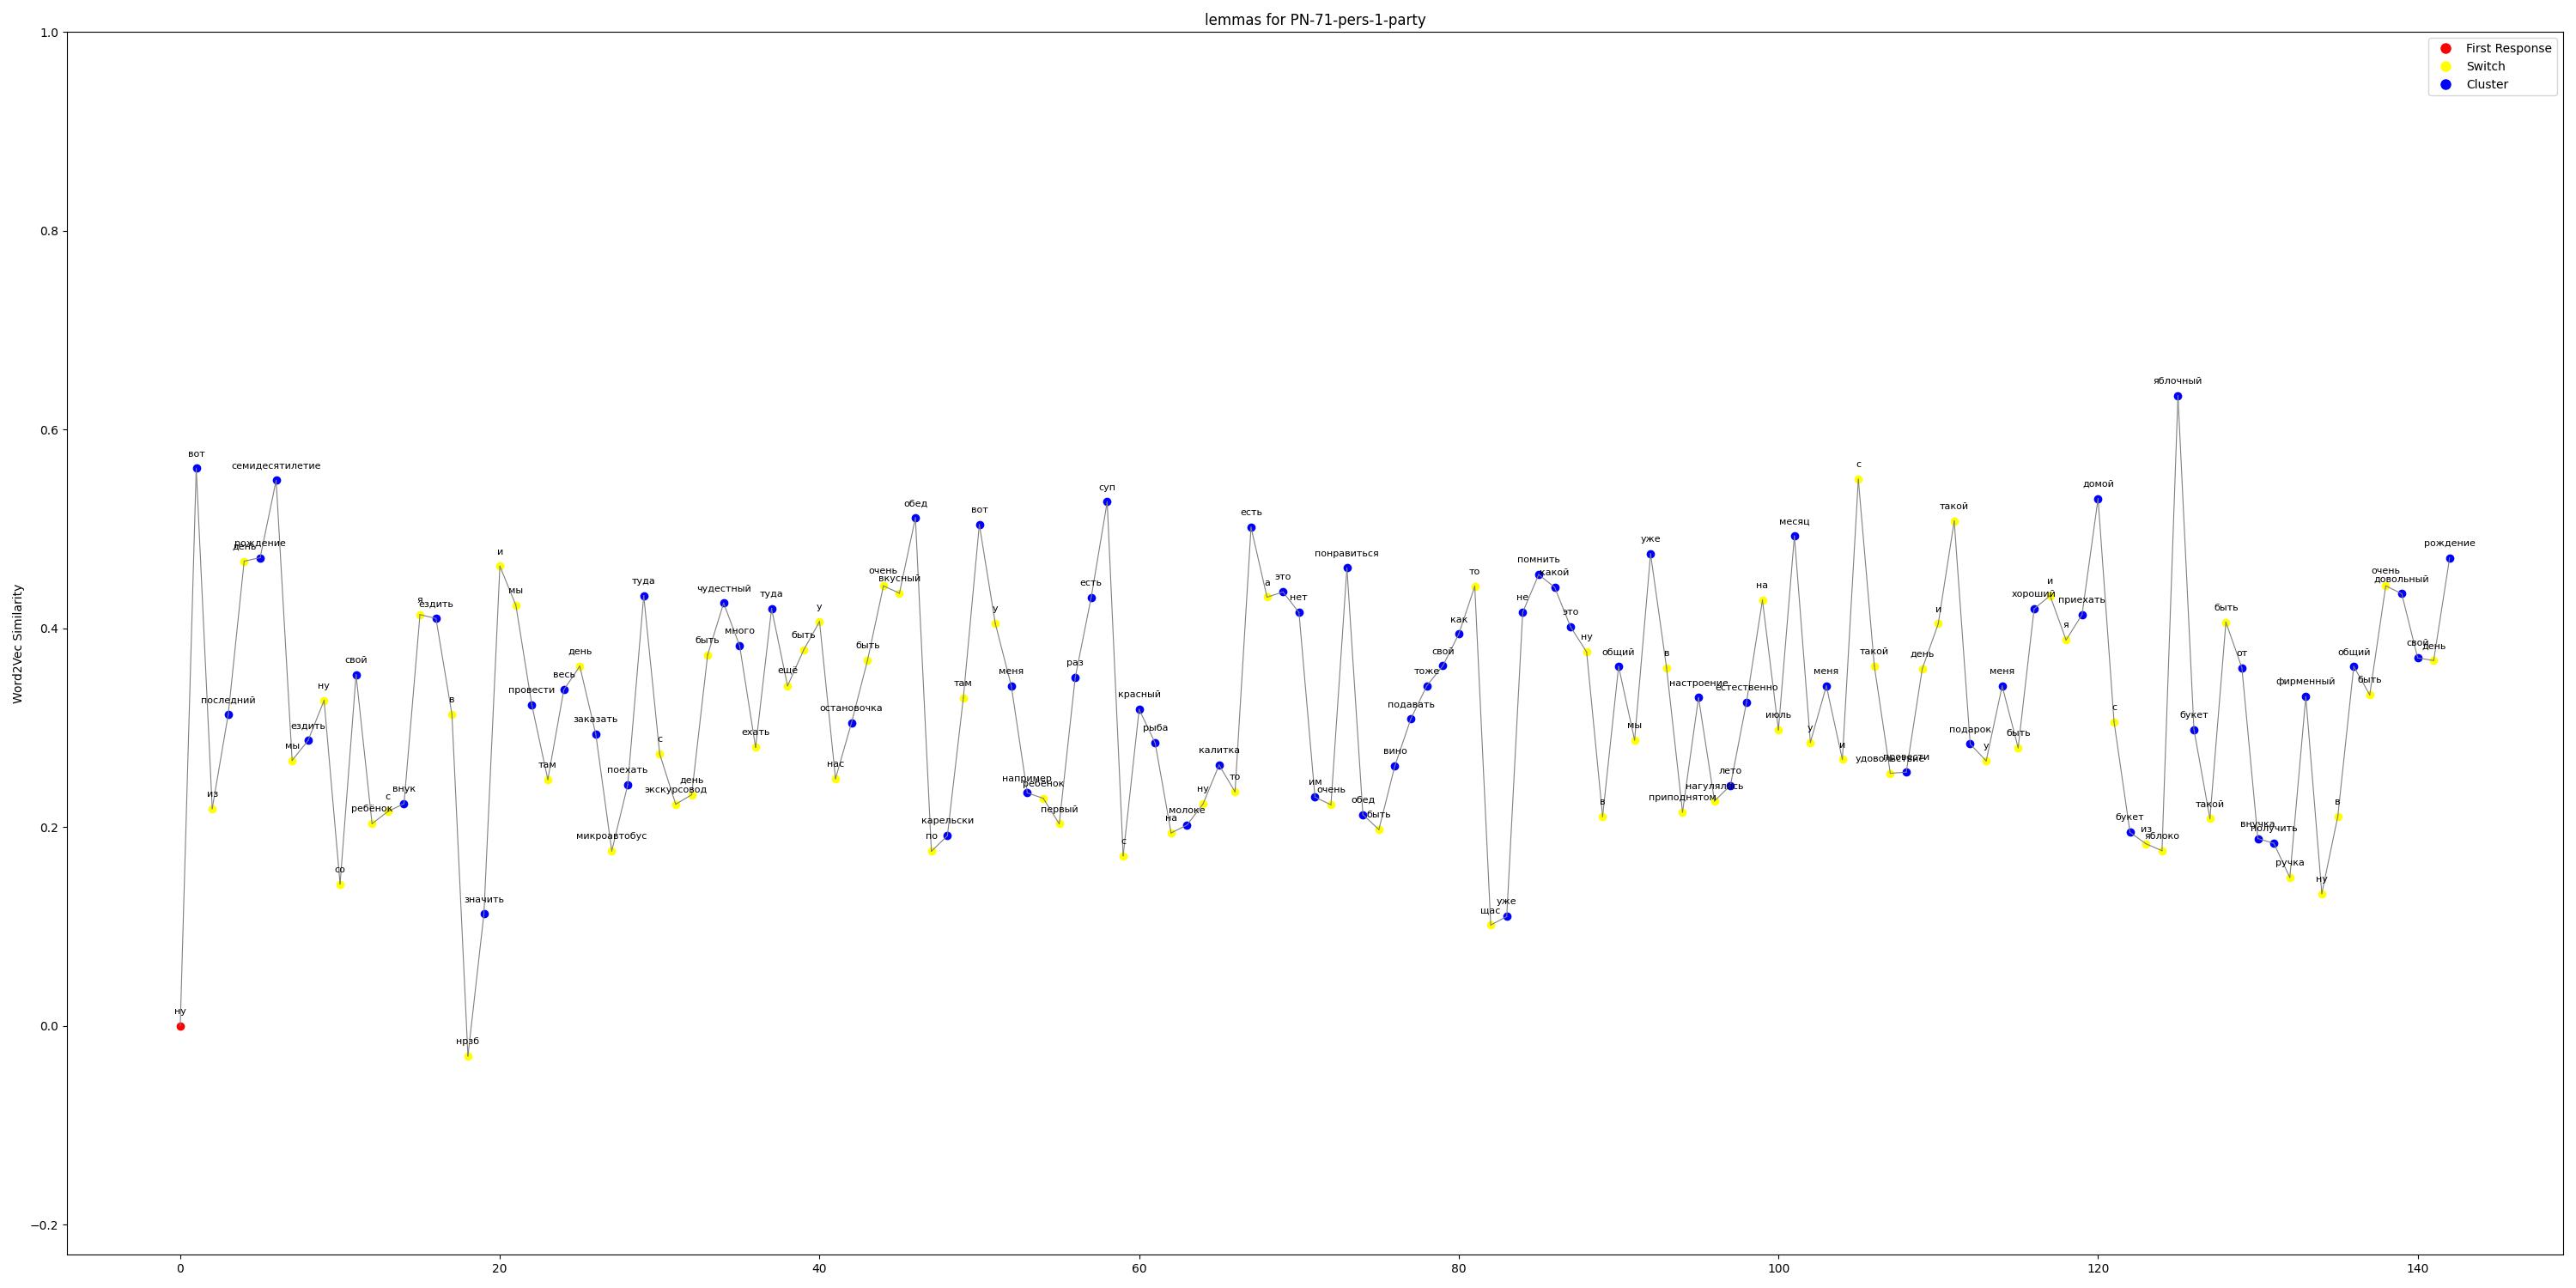 lemmas for PN-71-pers-1-party
First Response
Switch
Cluster
Word2Vec Similarity
1.0
0.8
0.6
0.4
0.2
0.0
−0.2
0
20
40
60
80
100
120
140
ну
вот
из
последний
день
рождение
семидесятилетие
мы
ездить
ну
со
свой
ребёнок
с
внук
я
ездить
в
нрзб
значить
и
мы
провести
там
весь
день
заказать
микроавтобус
поехать
туда
с
экскурсовод
день
быть
чудестный
много
ехать
туда
ещё
быть
у
нас
остановочка
быть
очень
вкусный
обед
по
карельски
там
вот
у
меня
например
ребёнок
первый
раз
есть
суп
с
красный
рыба
на
молоке
ну
калитка
то
есть
а
это
нет
им
очень
понравиться
обед
быть
вино
подавать
тоже
свой
как
то
щас
уже
не
помнить
какой
это
ну
в
общий
мы
уже
в
приподнятом
настроение
нагулялись
лето
естественно
на
июль
месяц
у
меня
и
с
такой
удовольствие
провести
день
и
такой
подарок
у
меня
быть
хороший
и
я
приехать
домой
с
букет
из
яблоко
яблочный
букет
такой
быть
от
внучка
получить
ручка
фирменный
ну
в
общий
быть
очень
довольный
свой
день
рождение